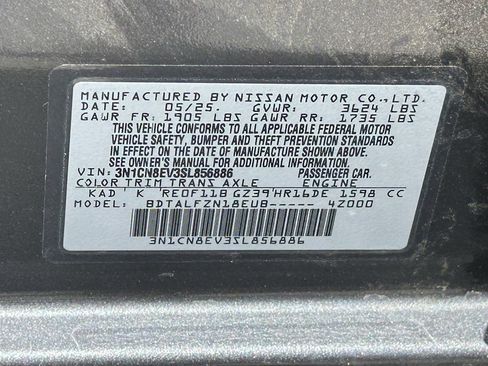 MANUFACTURED BY NISSAN MOTOR CO., LTD.
DATE: 05/25. GVWR: 3624 LBS
GAWR FR: 1905 LBS GAWR RR: 1735 LBS
THIS VEHICLE CONFORMS TO ALL APPLICABLE FEDERAL MOTOR
VEHICLE SAFETY, BUMPER AND THEFT PREVENTION STANDARDS
IN EFFECT ON THE DATE OF MANUFACTURE SHOWN ABOVE.
SEE OWNER'S MANUAL FOR ADDITIONAL INFORMATION.
VIN: 3N1CN8EV3SL856886 PASSENGER CAR.
COLOR TRIM TRANS AXLE ENGINE
KAD K RE0F11B GZ39 HR16DE 1598 CC
BDTALFZN18EUB----- 4Z000
3N1CN8EV3SL856886